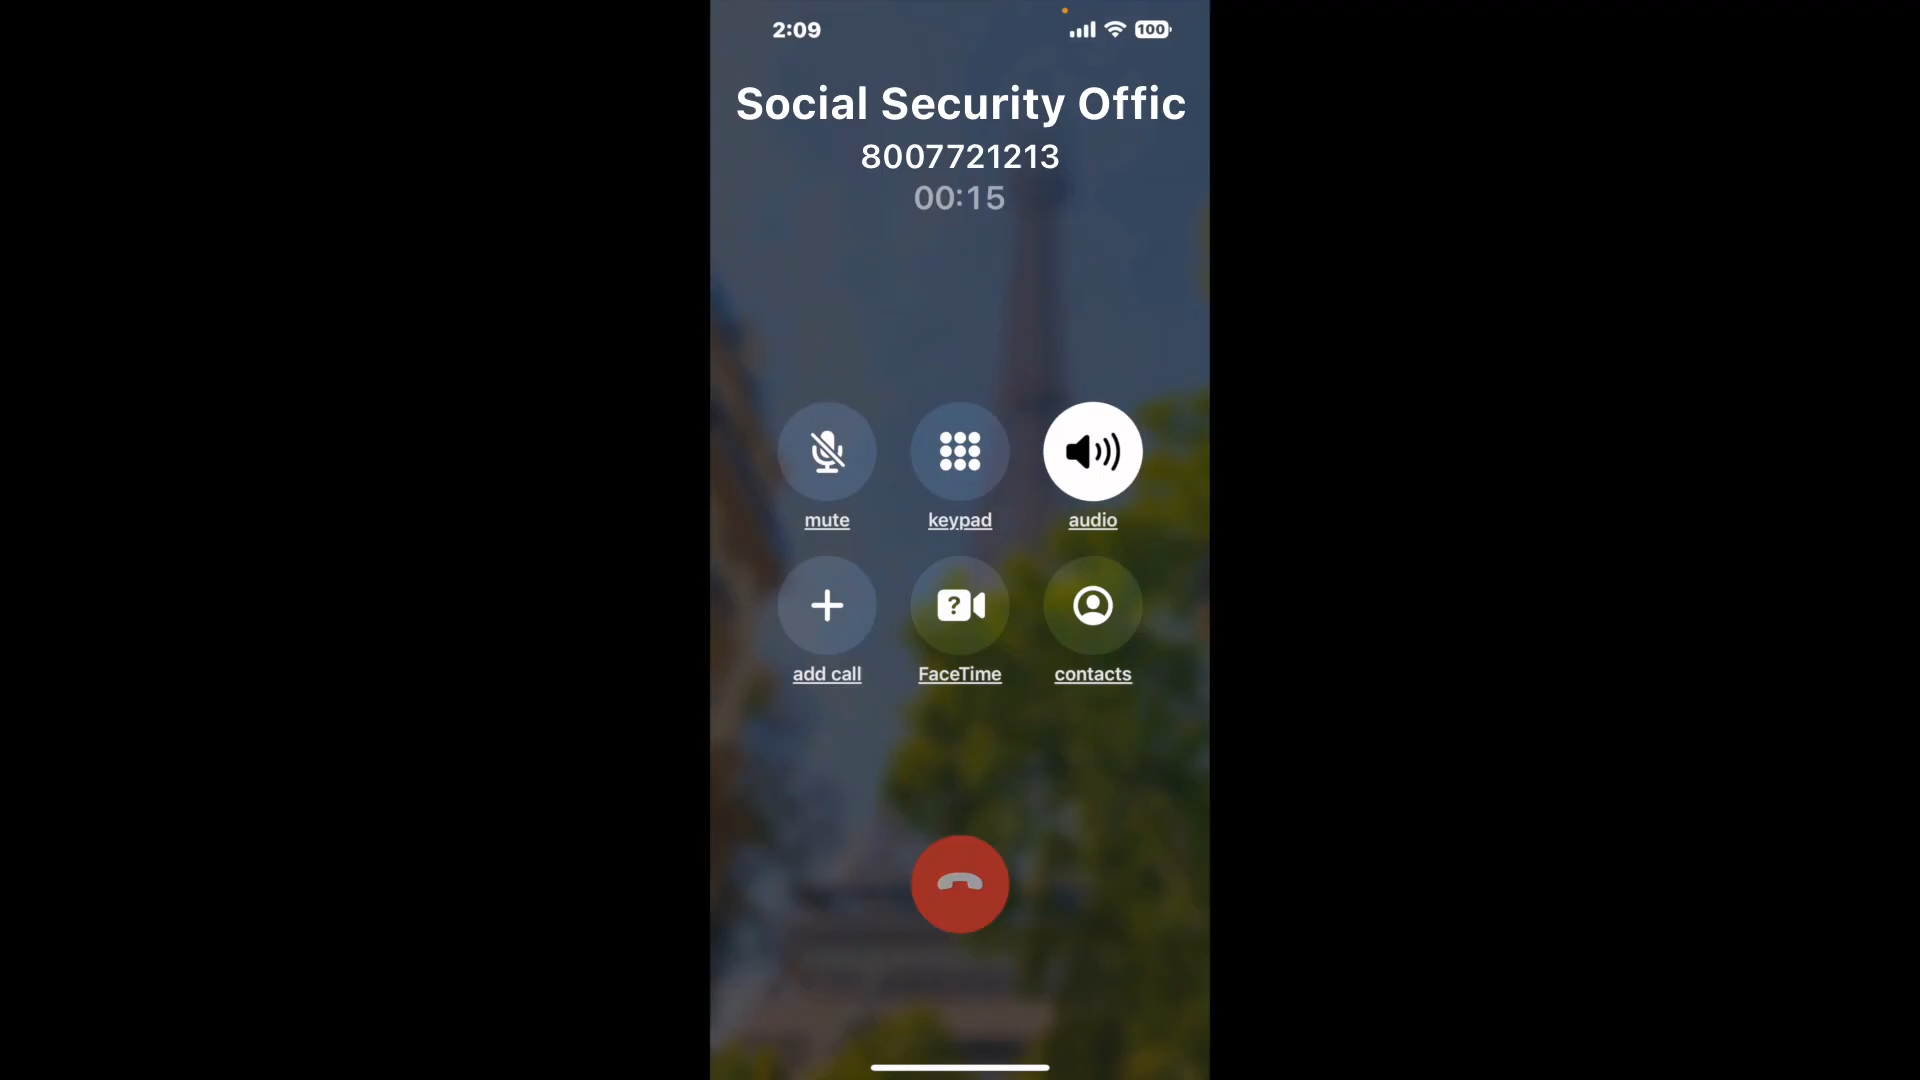 2:09
100
Social Security Offic
8007721213
00:15
mute
keypad
audio
?
add call
FaceTime
contacts